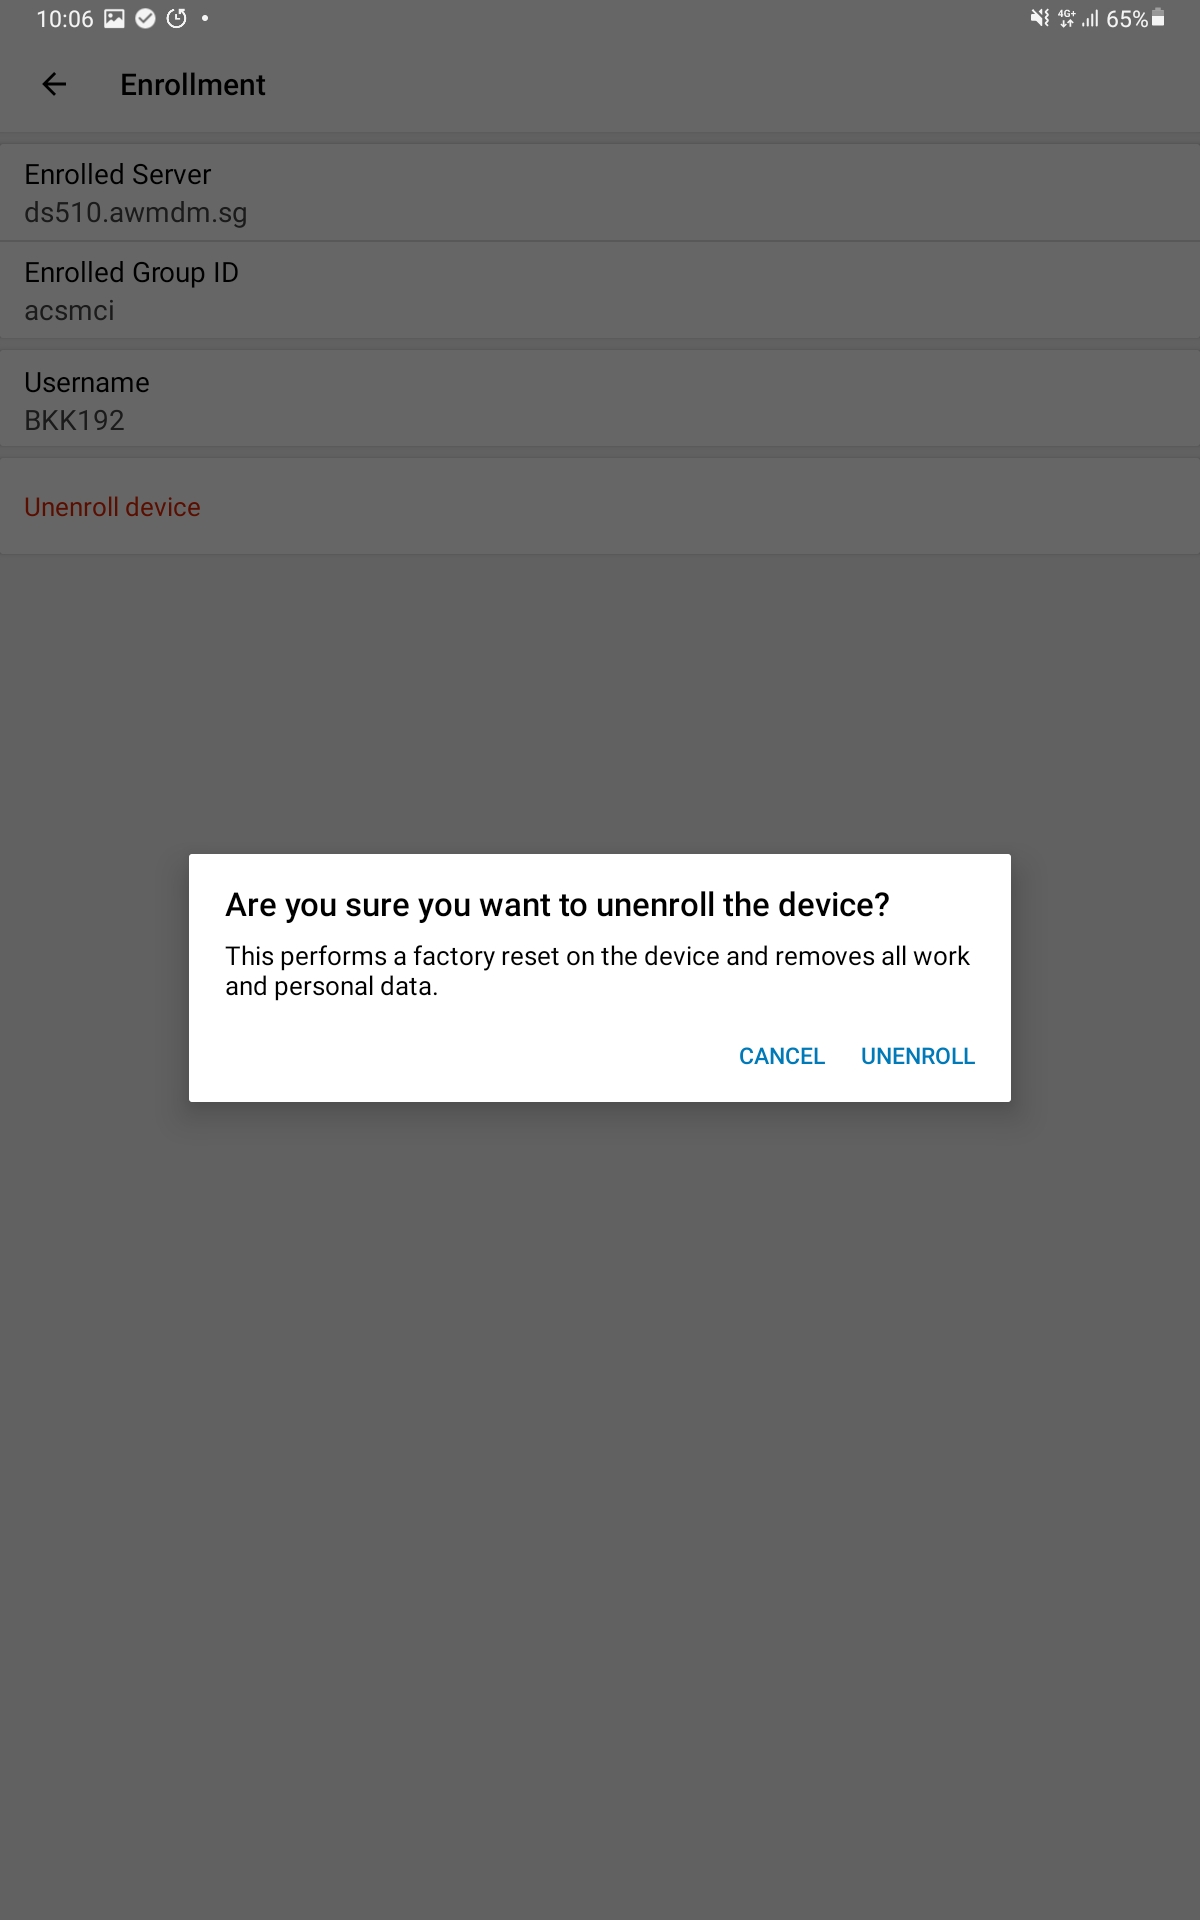 10:06
4G+ 65%
Enrollment
Enrolled Server
ds510.awmdm.sg
Enrolled Group ID
acsmci
Username
BKK192
Unenroll device
Are you sure you want to unenroll the device?
This performs a factory reset on the device and removes all work
and personal data.
CANCEL UNENROLL